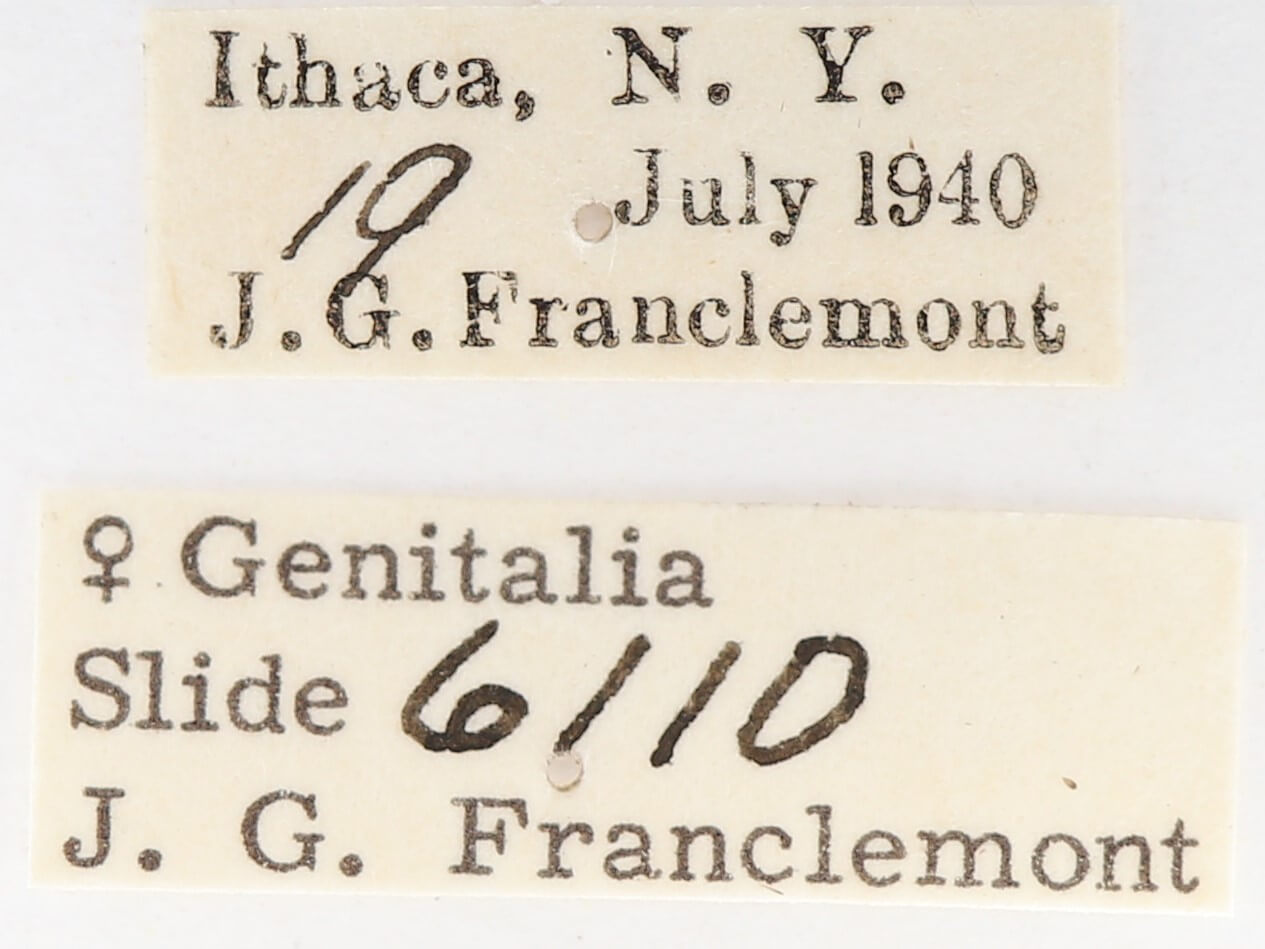 Ithaca, N. Y.
19 July 1940
J. G. Franclemont
♀ Genitalia
Slide 6110
J. G. Franclemont